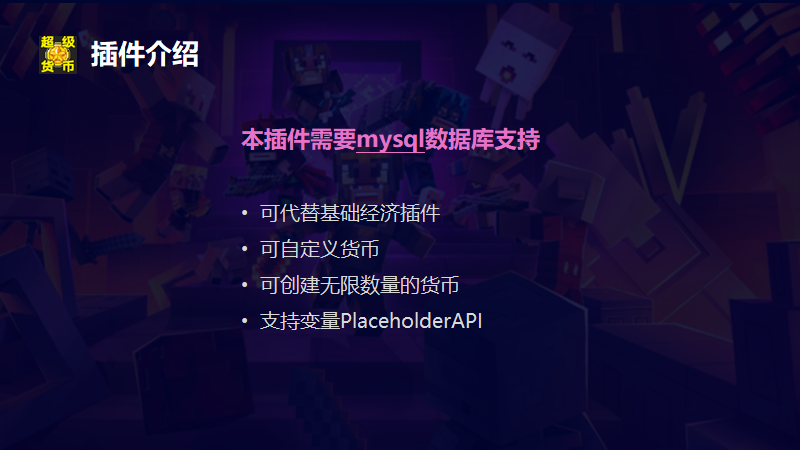 超级
货币
插件介绍
本插件需要mysql数据库支持
• 可代替基础经济插件
• 可自定义货币
• 可创建无限数量的货币
• 支持变量PlaceholderAPI